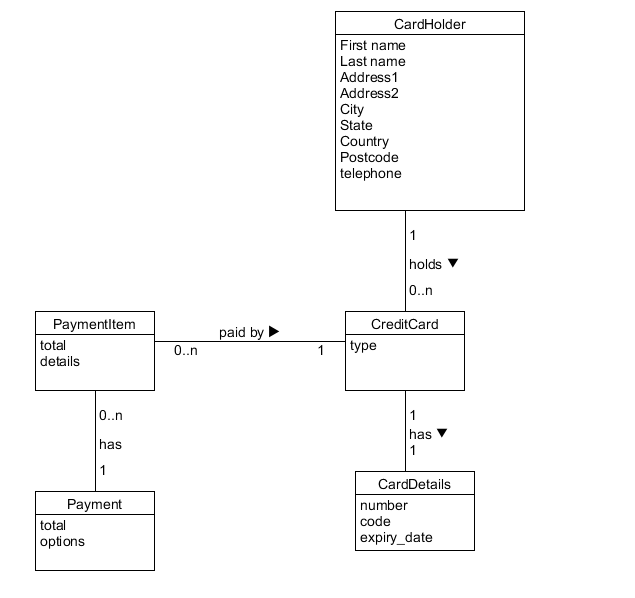 CardHolder
First name
Last name
Address1
Address2
City
State
Country
Postcode
telephone
1
holds ▼
0..n
PaymentItem
total
details
paid by ▶
0..n
1
CreditCard
type
0..n
has
1
1
has ▼
1
Payment
total
options
CardDetails
number
code
expiry_date